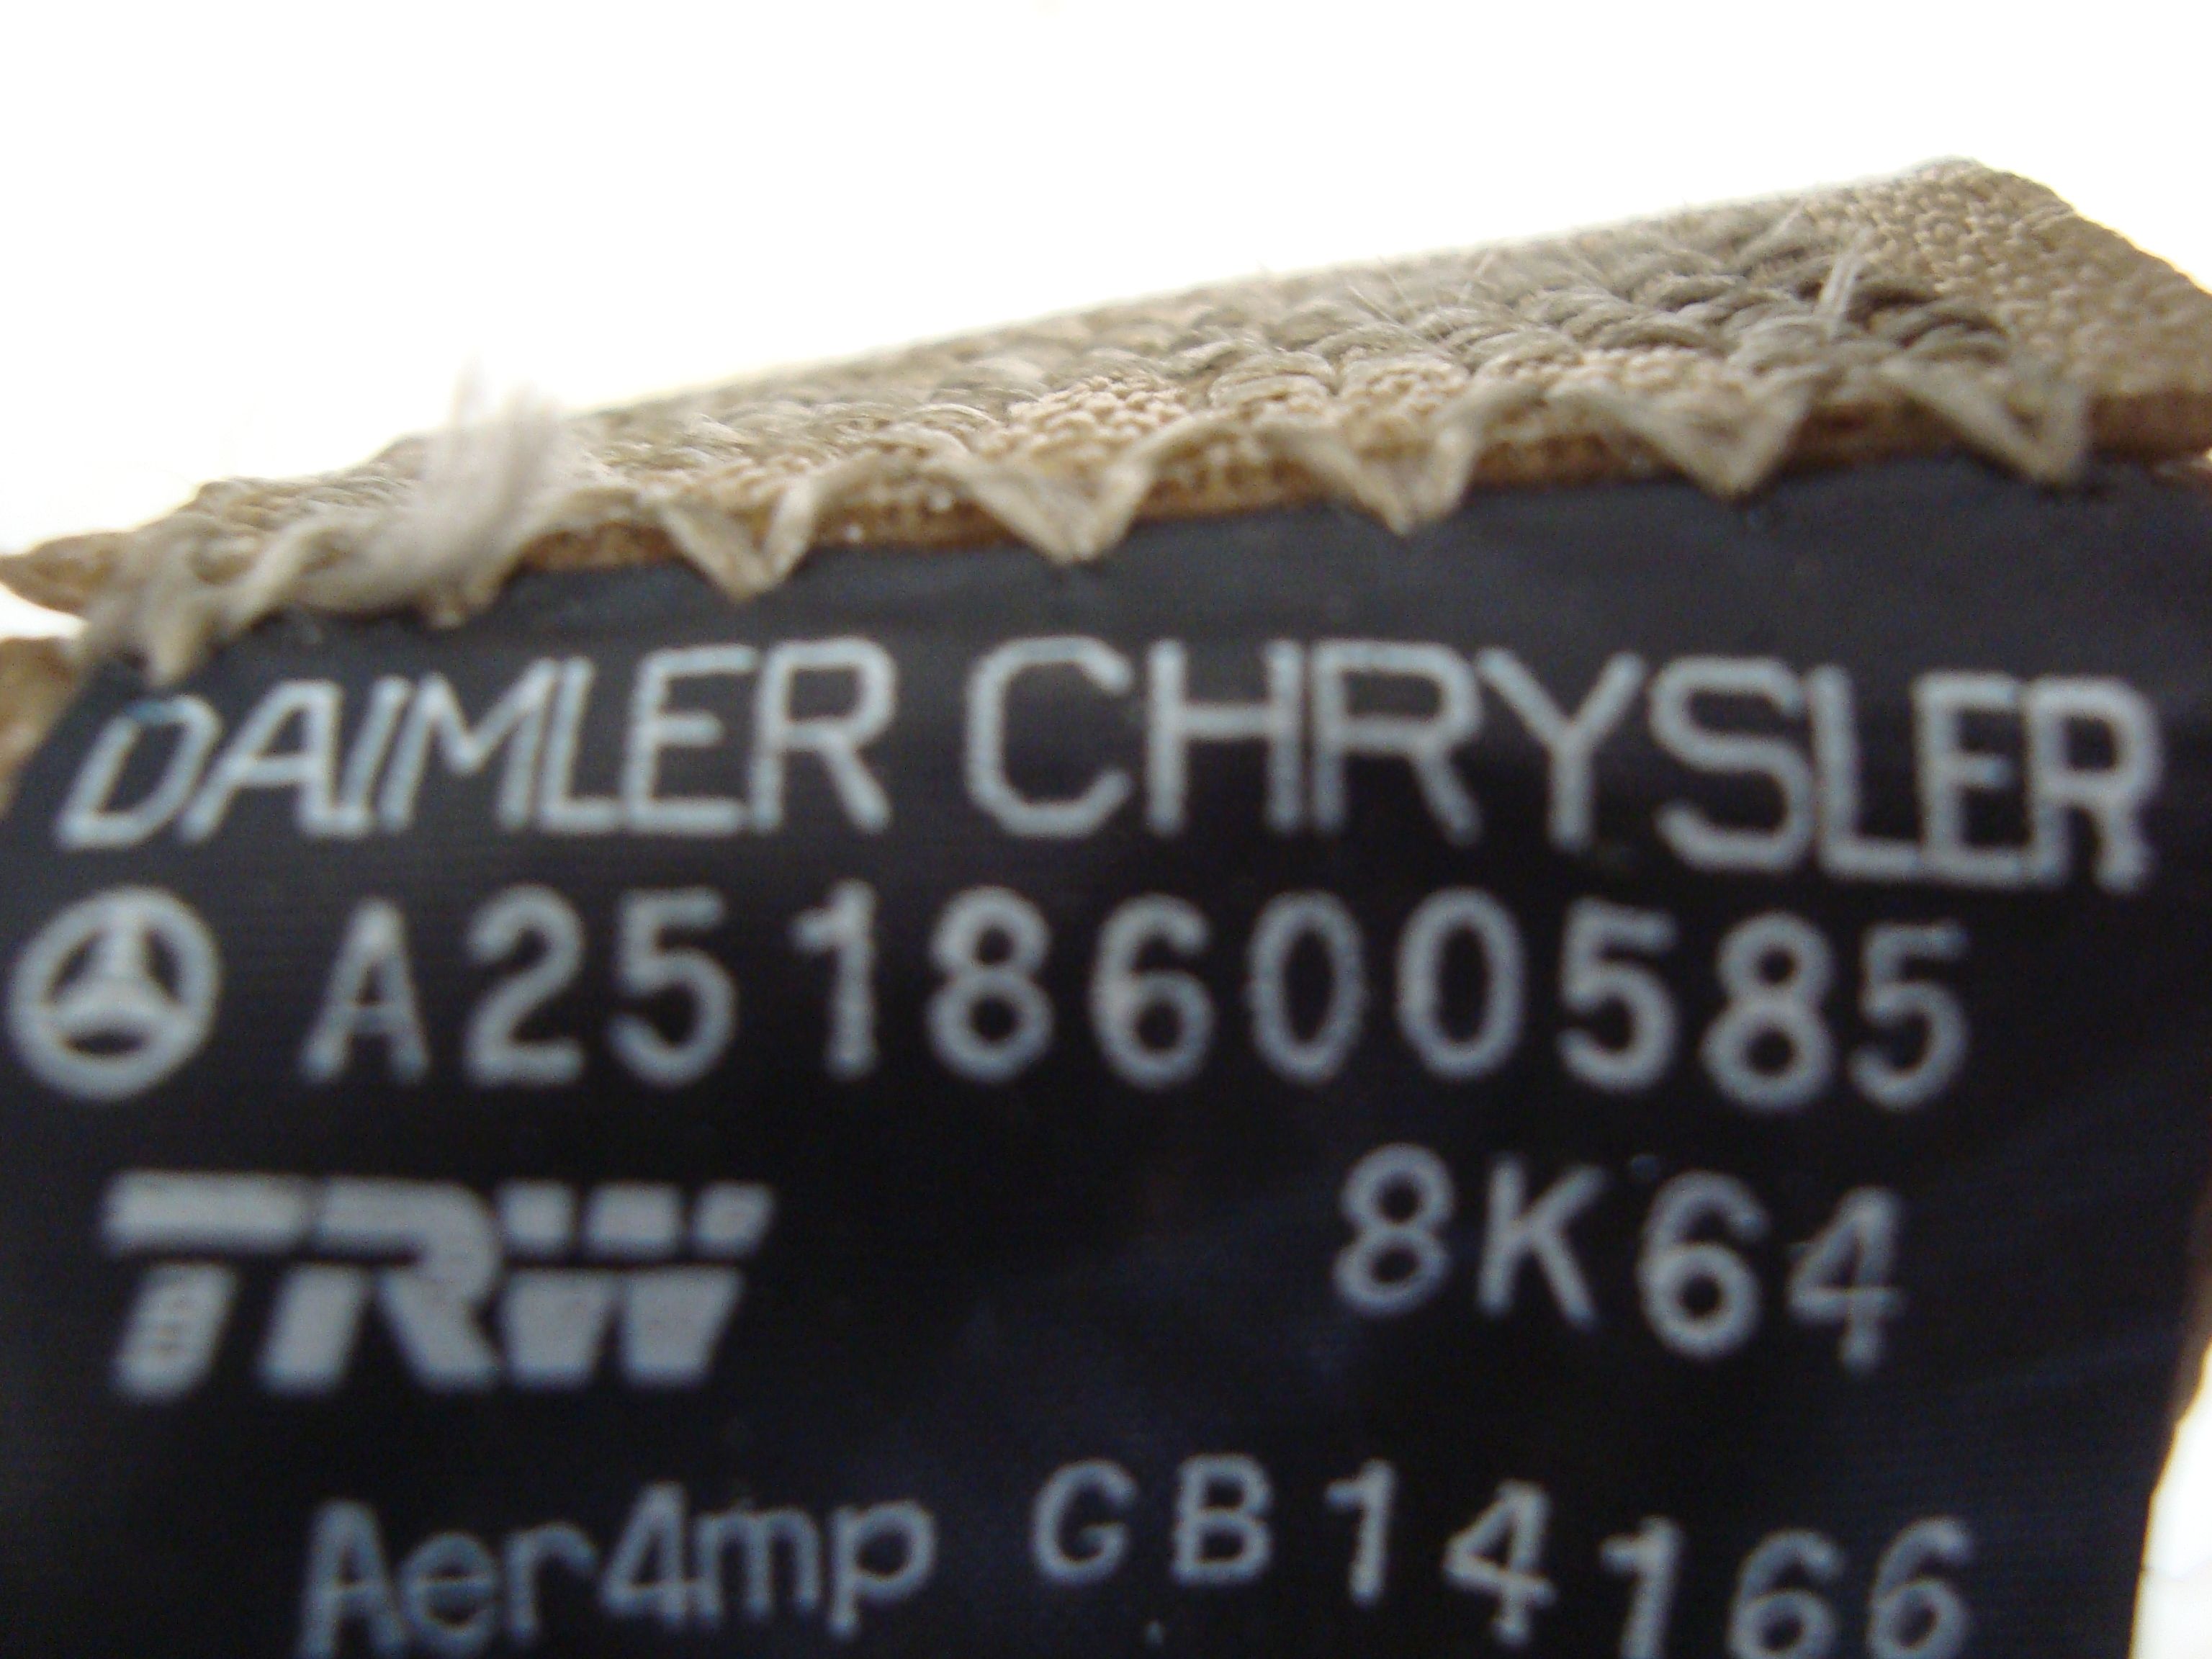 DAIMLER CHRYSLER
A2518600585
TRW 8K64
Aer4mp GB14166